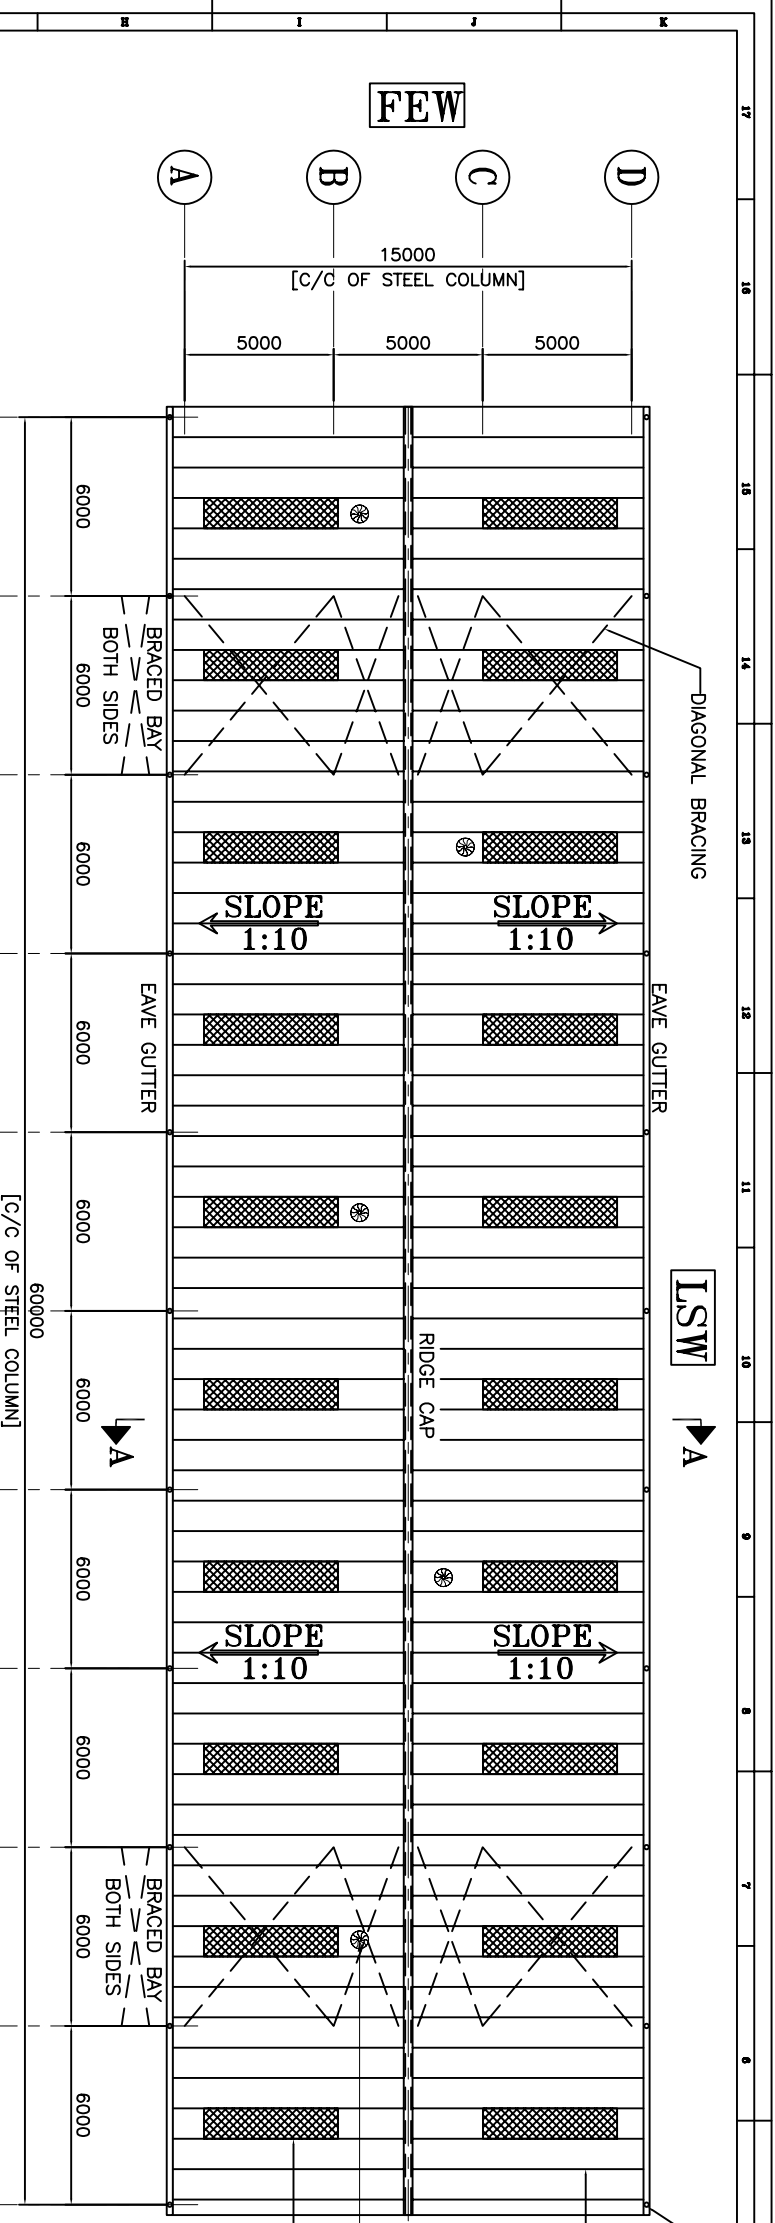 H
I
J
K
17
16
15
14
13
12
11
10
9
8
7
6
FEW
A
B
C
D
15000
[C/C OF STEEL COLUMN]
5000
5000
5000
DIAGONAL BRACING
BRACED BAY
BOTH SIDES
6000
6000
6000
6000
6000
6000
6000
6000
6000
6000
60000
[C/C OF STEEL COLUMN]
SLOPE
1:10
SLOPE
1:10
EAVE GUTTER
EAVE GUTTER
LSW
RIDGE CAP
A
A
SLOPE
1:10
SLOPE
1:10
BRACED BAY
BOTH SIDES